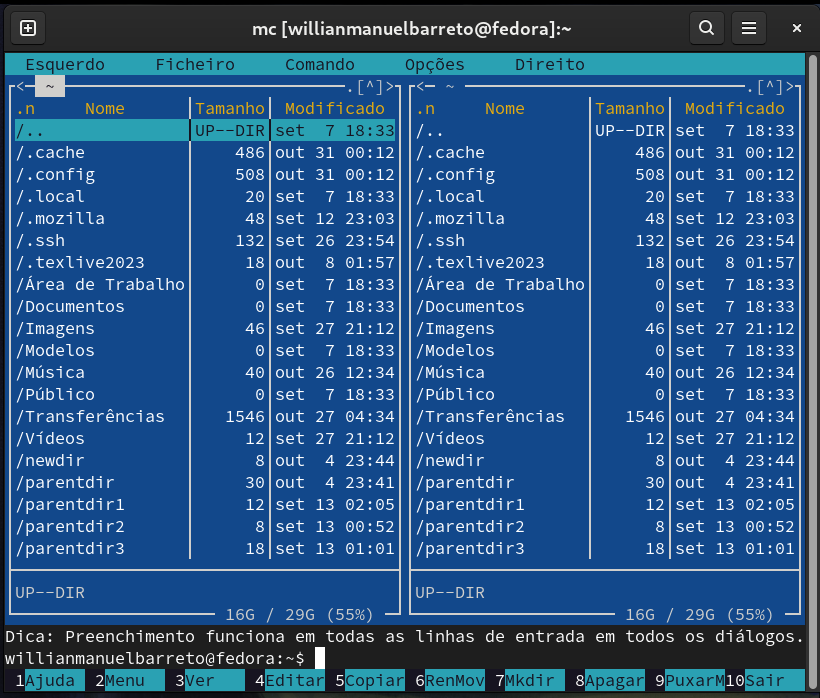 mc [willianmanuelbarreto@fedora]:~
Esquerdo Ficheiro Comando Opções Direito
<─ ~ ─.[^]>
<─ ~ ─.[^]>
.n Nome Tamanho Modificado .n Nome Tamanho Modificado
/.. UP--DIR set 7 18:33 /.. UP--DIR set 7 18:33
/.cache 486 out 31 00:12 /.cache 486 out 31 00:12
/.config 508 out 31 00:12 /.config 508 out 31 00:12
/.local 20 set 7 18:33 /.local 20 set 7 18:33
/.mozilla 48 set 12 23:03 /.mozilla 48 set 12 23:03
/.ssh 132 set 26 23:54 /.ssh 132 set 26 23:54
/.texlive2023 18 out 8 01:57 /.texlive2023 18 out 8 01:57
/Área de Trabalho 0 set 7 18:33 /Área de Trabalho 0 set 7 18:33
/Documentos 0 set 7 18:33 /Documentos 0 set 7 18:33
/Imagens 46 set 27 21:12 /Imagens 46 set 27 21:12
/Modelos 0 set 7 18:33 /Modelos 0 set 7 18:33
/Música 40 out 26 12:34 /Música 40 out 26 12:34
/Público 0 set 7 18:33 /Público 0 set 7 18:33
/Transferências 1546 out 27 04:34 /Transferências 1546 out 27 04:34
/Vídeos 12 set 27 21:12 /Vídeos 12 set 27 21:12
/newdir 8 out 4 23:44 /newdir 8 out 4 23:44
/parentdir 30 out 4 23:41 /parentdir 30 out 4 23:41
/parentdir1 12 set 13 02:05 /parentdir1 12 set 13 02:05
/parentdir2 8 set 13 00:52 /parentdir2 8 set 13 00:52
/parentdir3 18 set 13 01:01 /parentdir3 18 set 13 01:01
UP--DIR UP--DIR
16G / 29G (55%) 16G / 29G (55%)
Dica: Preenchimento funciona em todas as linhas de entrada em todos os diálogos.
willianmanuelbarreto@fedora:~$
1Ajuda 2Menu 3Ver 4Editar 5Copiar 6RenMov 7Mkdir 8Apagar 9PuxarM 10Sair